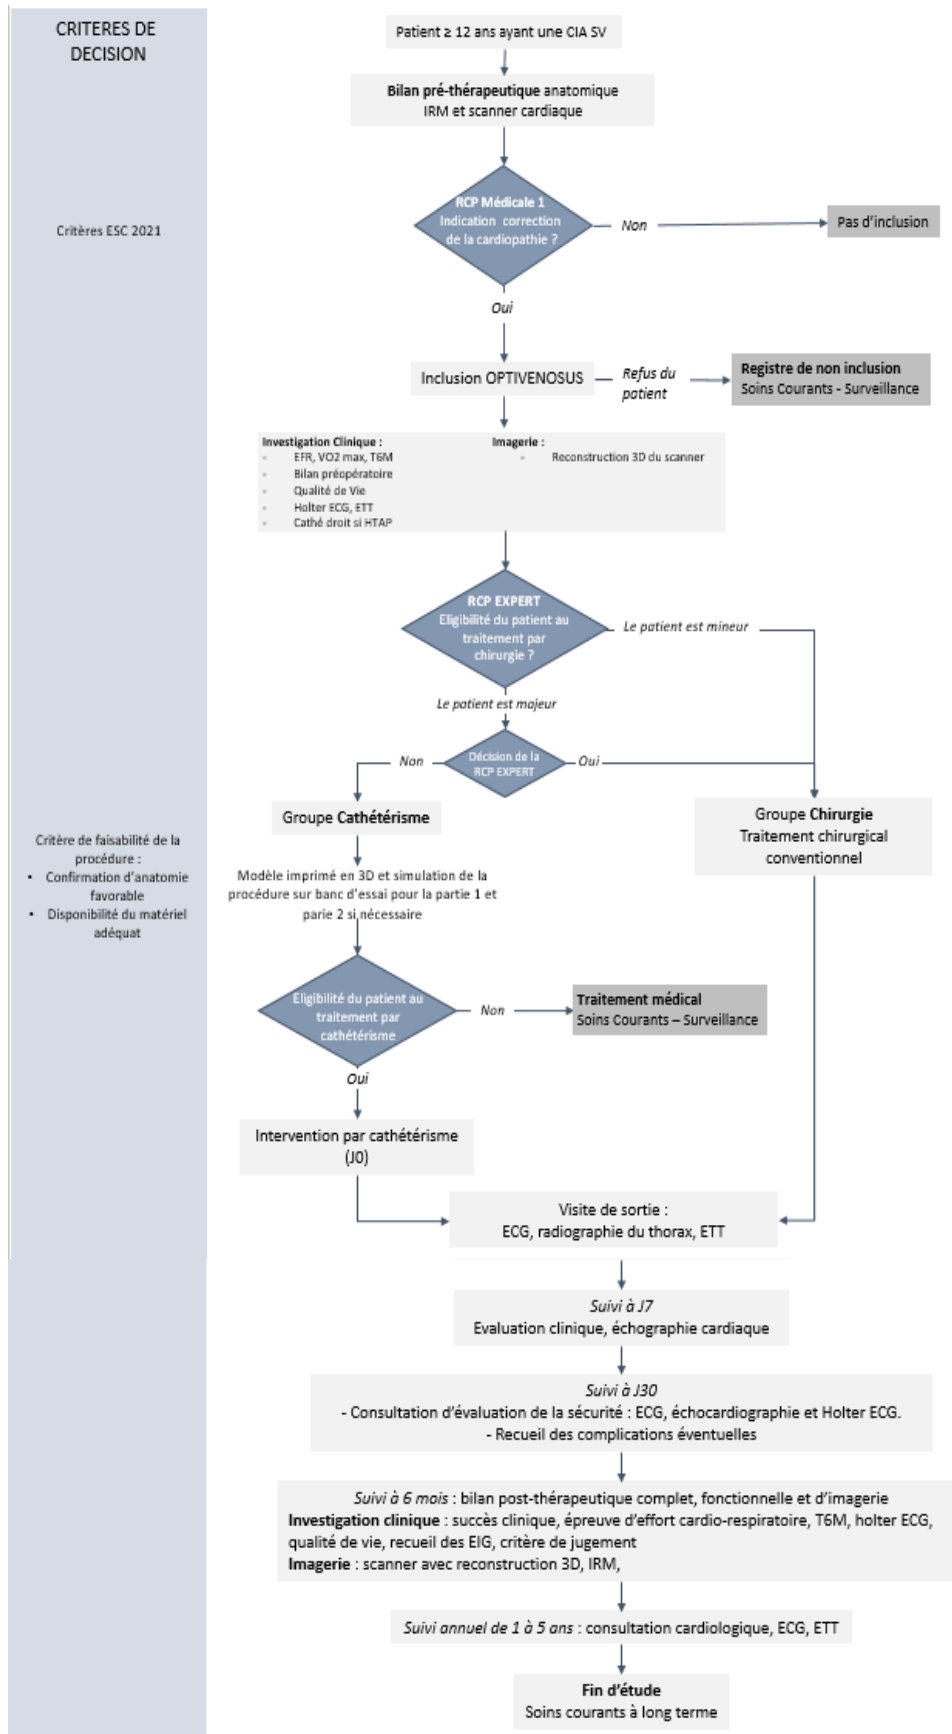 CRITERES DE
DECISION
Patient ≥ 12 ans ayant une CIA SV
Bilan pré-thérapeutique anatomique
IRM et scanner cardiaque
Critères ESC 2021
RCP Médicale 1
Indication correction
de la cardiopathie ?
Non
Pas d'inclusion
Oui
Inclusion OPTIVENOSUS
Refus du
patient
Registre de non inclusion
Soins Courants - Surveillance
Investigation Clinique :
- EFR, VO2 max, T6M
- Bilan préopératoire
- Qualité de Vie
- Holter ECG, ETT
- Cathé droit si HTAP
Imagerie :
- Reconstruction 3D du scanner
RCP EXPERT
Eligibilité du patient au
traitement par
chirurgie ?
Le patient est mineur
Le patient est majeur
Décision de la
RCP EXPERT
Non
Oui
Groupe Cathétérisme
Groupe Chirurgie
Traitement chirurgical
conventionnel
Critère de faisabilité de la
procédure :
• Confirmation d'anatomie
favorable
• Disponibilité du matériel
adéquat
Modèle imprimé en 3D et simulation de la
procédure sur banc d'essai pour la partie 1 et
parie 2 si nécessaire
Eligibilité du patient au
traitement par
cathétérisme
Non
Traitement médical
Soins Courants – Surveillance
Oui
Intervention par cathétérisme
(J0)
Visite de sortie :
ECG, radiographie du thorax, ETT
Suivi à J7
Evaluation clinique, échographie cardiaque
Suivi à J30
- Consultation d'évaluation de la sécurité : ECG, échocardiographie et Holter ECG.
- Recueil des complications éventuelles
Suivi à 6 mois : bilan post-thérapeutique complet, fonctionnelle et d'imagerie
Investigation clinique : succès clinique, épreuve d'effort cardio-respiratoire, T6M, holter ECG,
qualité de vie, recueil des EIG, critère de jugement
Imagerie : scanner avec reconstruction 3D, IRM,
Suivi annuel de 1 à 5 ans : consultation cardiologique, ECG, ETT
Fin d'étude
Soins courants à long terme